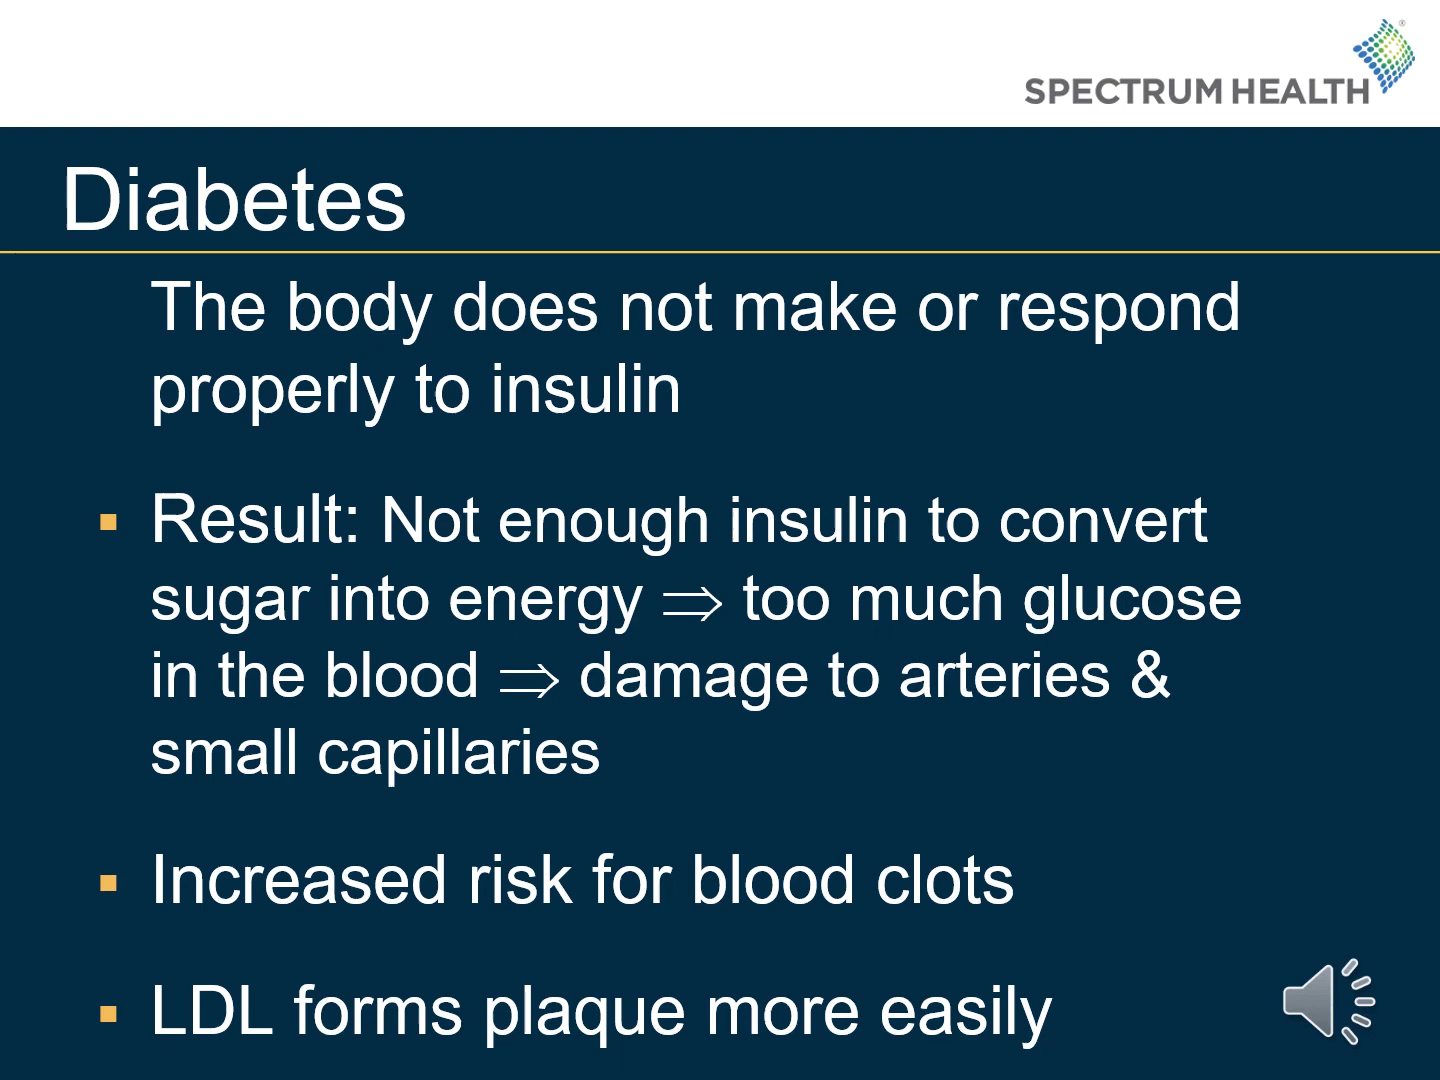 SPECTRUM HEALTH®
Diabetes
The body does not make or respond
properly to insulin
▪ Result: Not enough insulin to convert
sugar into energy ⇒ too much glucose
in the blood ⇒ damage to arteries &
small capillaries
▪ Increased risk for blood clots
▪ LDL forms plaque more easily